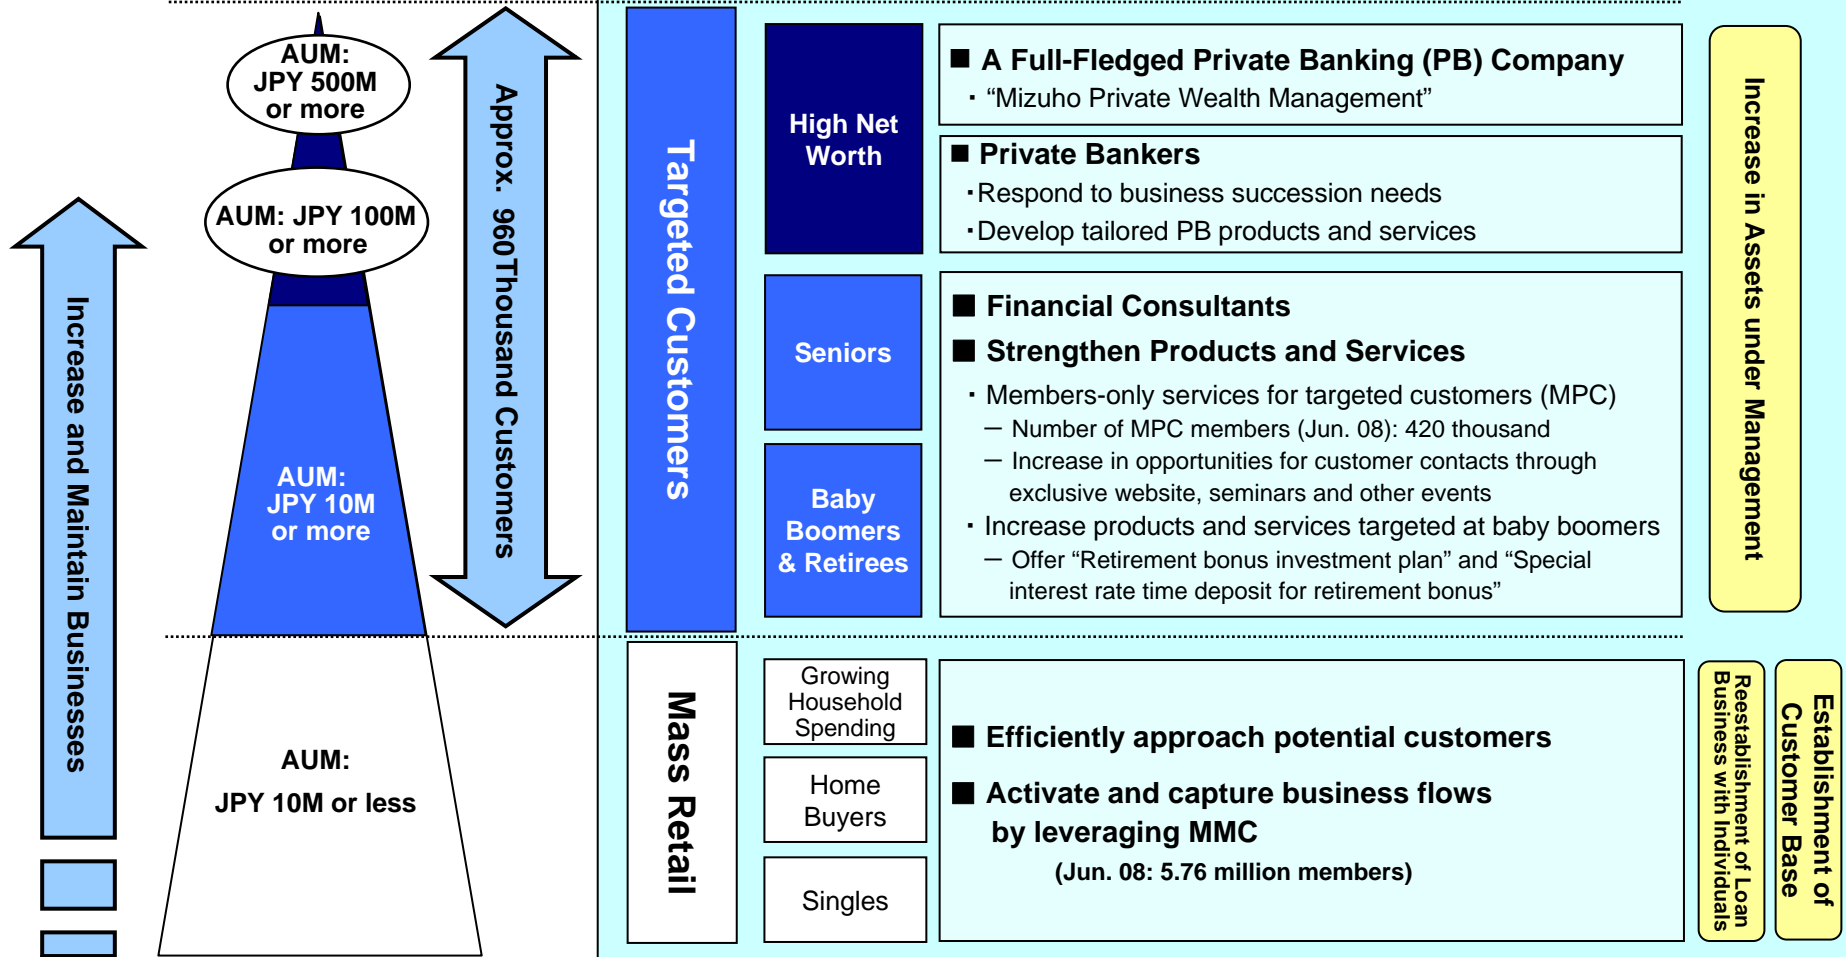 AUM:
JPY 500M
or more
AUM: JPY 100M
or more
AUM:
JPY 10M
or more
AUM:
JPY 10M or less
Increase and Maintain Businesses
Approx. 960Thousand Customers
Targeted Customers
High Net
Worth
■ A Full-Fledged Private Banking (PB) Company
・“Mizuho Private Wealth Management”
■ Private Bankers
・Respond to business succession needs
・Develop tailored PB products and services
Seniors
Baby
Boomers
& Retirees
■ Financial Consultants
■ Strengthen Products and Services
・Members-only services for targeted customers (MPC)
― Number of MPC members (Jun. 08): 420 thousand
― Increase in opportunities for customer contacts through
exclusive website, seminars and other events
・Increase products and services targeted at baby boomers
― Offer “Retirement bonus investment plan” and “Special
interest rate time deposit for retirement bonus”
Increase in Assets under Management
Mass Retail
Growing
Household
Spending
Home
Buyers
Singles
■ Efficiently approach potential customers
■ Activate and capture business flows
by leveraging MMC
(Jun. 08: 5.76 million members)
Reestablishment of Loan
Business with Individuals
Establishment of
Customer Base